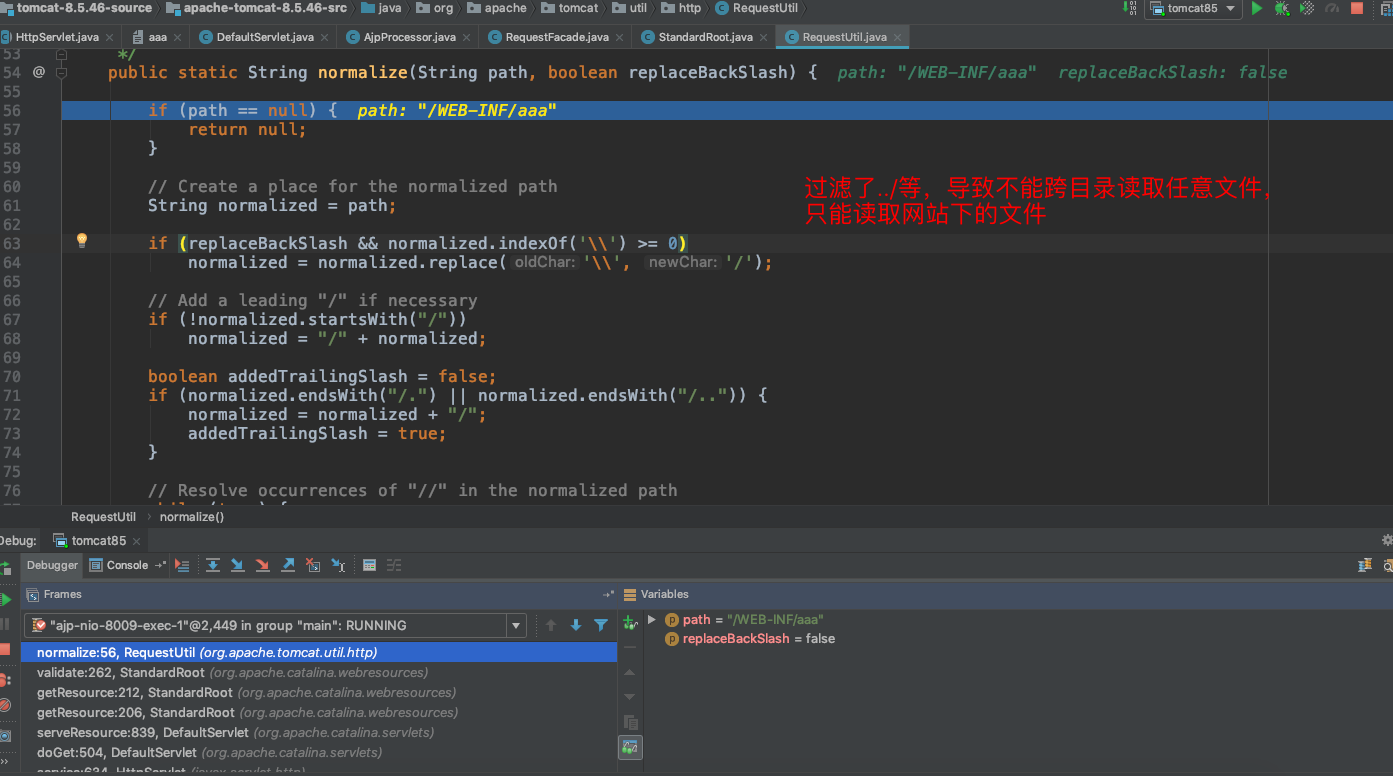 tomcat-8.5.46-source › apache-tomcat-8.5.46-src › java › org › apache › tomcat › util › http › RequestUtil tomcat85
HttpServlet.java × aaa × DefaultServlet.java × AjpProcessor.java × RequestFacade.java × StandardRoot.java × RequestUtil.java ×
53 */
54 @ public static String normalize(String path, boolean replaceBackSlash) { path: "/WEB-INF/aaa" replaceBackSlash: false
55
56 if (path == null) { path: "/WEB-INF/aaa"
57 return null;
58 }
59
60 // Create a place for the normalized path
过滤了../等，导致不能跨目录读取任意文件，
61 String normalized = path;
只能读取网站下的文件
62
63 if (replaceBackSlash && normalized.indexOf('\\') >= 0)
64 normalized = normalized.replace( oldChar: '\\', newChar: '/');
65
66 // Add a leading "/" if necessary
67 if (!normalized.startsWith("/"))
68 normalized = "/" + normalized;
69
70 boolean addedTrailingSlash = false;
71 if (normalized.endsWith("/.") || normalized.endsWith("/..")) {
72 normalized = normalized + "/";
73 addedTrailingSlash = true;
74 }
75
76 // Resolve occurrences of "//" in the normalized path
RequestUtil › normalize()
Debug: tomcat85 ×
Debugger Console
Frames
Variables
"ajp-nio-8009-exec-1"@2,449 in group "main": RUNNING
path = "/WEB-INF/aaa"
replaceBackSlash = false
normalize:56, RequestUtil (org.apache.tomcat.util.http)
validate:262, StandardRoot (org.apache.catalina.webresources)
getResource:212, StandardRoot (org.apache.catalina.webresources)
getResource:206, StandardRoot (org.apache.catalina.webresources)
serveResource:839, DefaultServlet (org.apache.catalina.servlets)
doGet:504, DefaultServlet (org.apache.catalina.servlets)